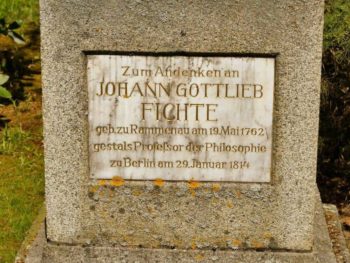 Zum Andenken an
JOHANN GOTTLIEB
FICHTE
geb. zu Rammenau am 19. Mai 1762
gest. als Professor der Philosophie
zu Berlin am 29. Januar 1814